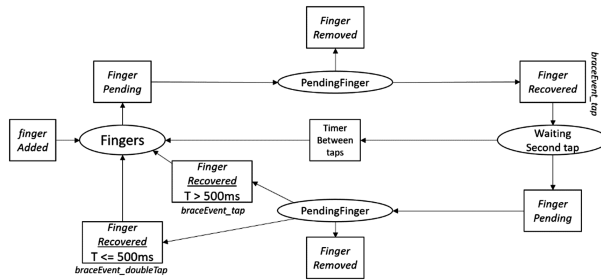 Finger
Removed
Finger
Pending
PendingFinger
Finger
Recovered
braceEvent_tap
finger
Added
Fingers
Timer
Between
taps
Waiting
Second tap
Finger
Recovered
T > 500ms
braceEvent_tap
PendingFinger
Finger
Pending
Finger
Recovered
T <= 500ms
braceEvent_doubleTap
Finger
Removed